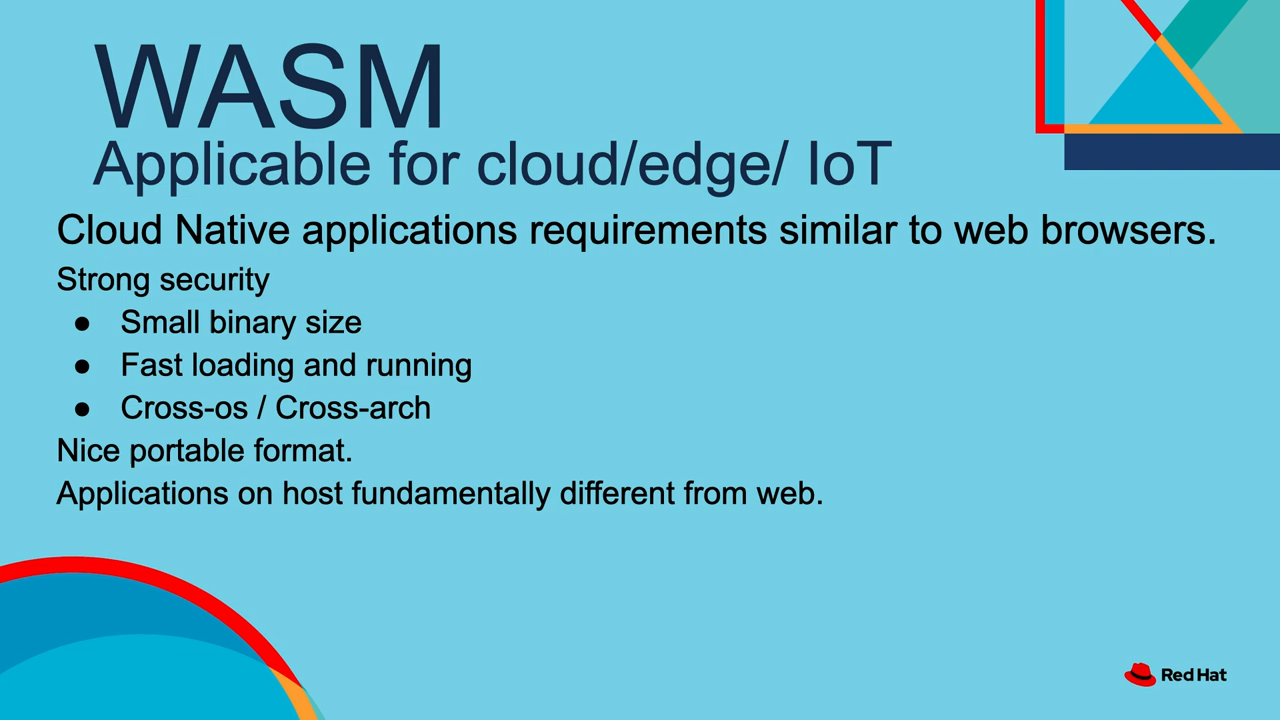 WASM
Applicable for cloud/edge/ IoT
Cloud Native applications requirements similar to web browsers.
Strong security
● Small binary size
● Fast loading and running
● Cross-os / Cross-arch
Nice portable format.
Applications on host fundamentally different from web.
Red Hat